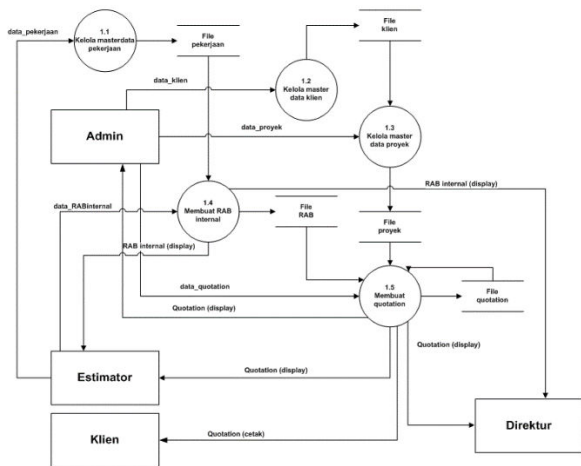 data_pekerjaan
1.1
Kelola masterdata
pekerjaan
File
pekerjaan
File
klien
data_klien
1.2
Kelola master
data klien
Admin
data_proyek
1.3
Kelola master
data proyek
RAB internal (display)
data_RABinternal
1.4
Membuat RAB
internal
File
RAB
File
proyek
RAB internal (display)
data_quotation
1.5
Membuat
quotation
File
quotation
Quotation (display)
Quotation (display)
Estimator
Quotation (display)
Klien
Quotation (cetak)
Direktur